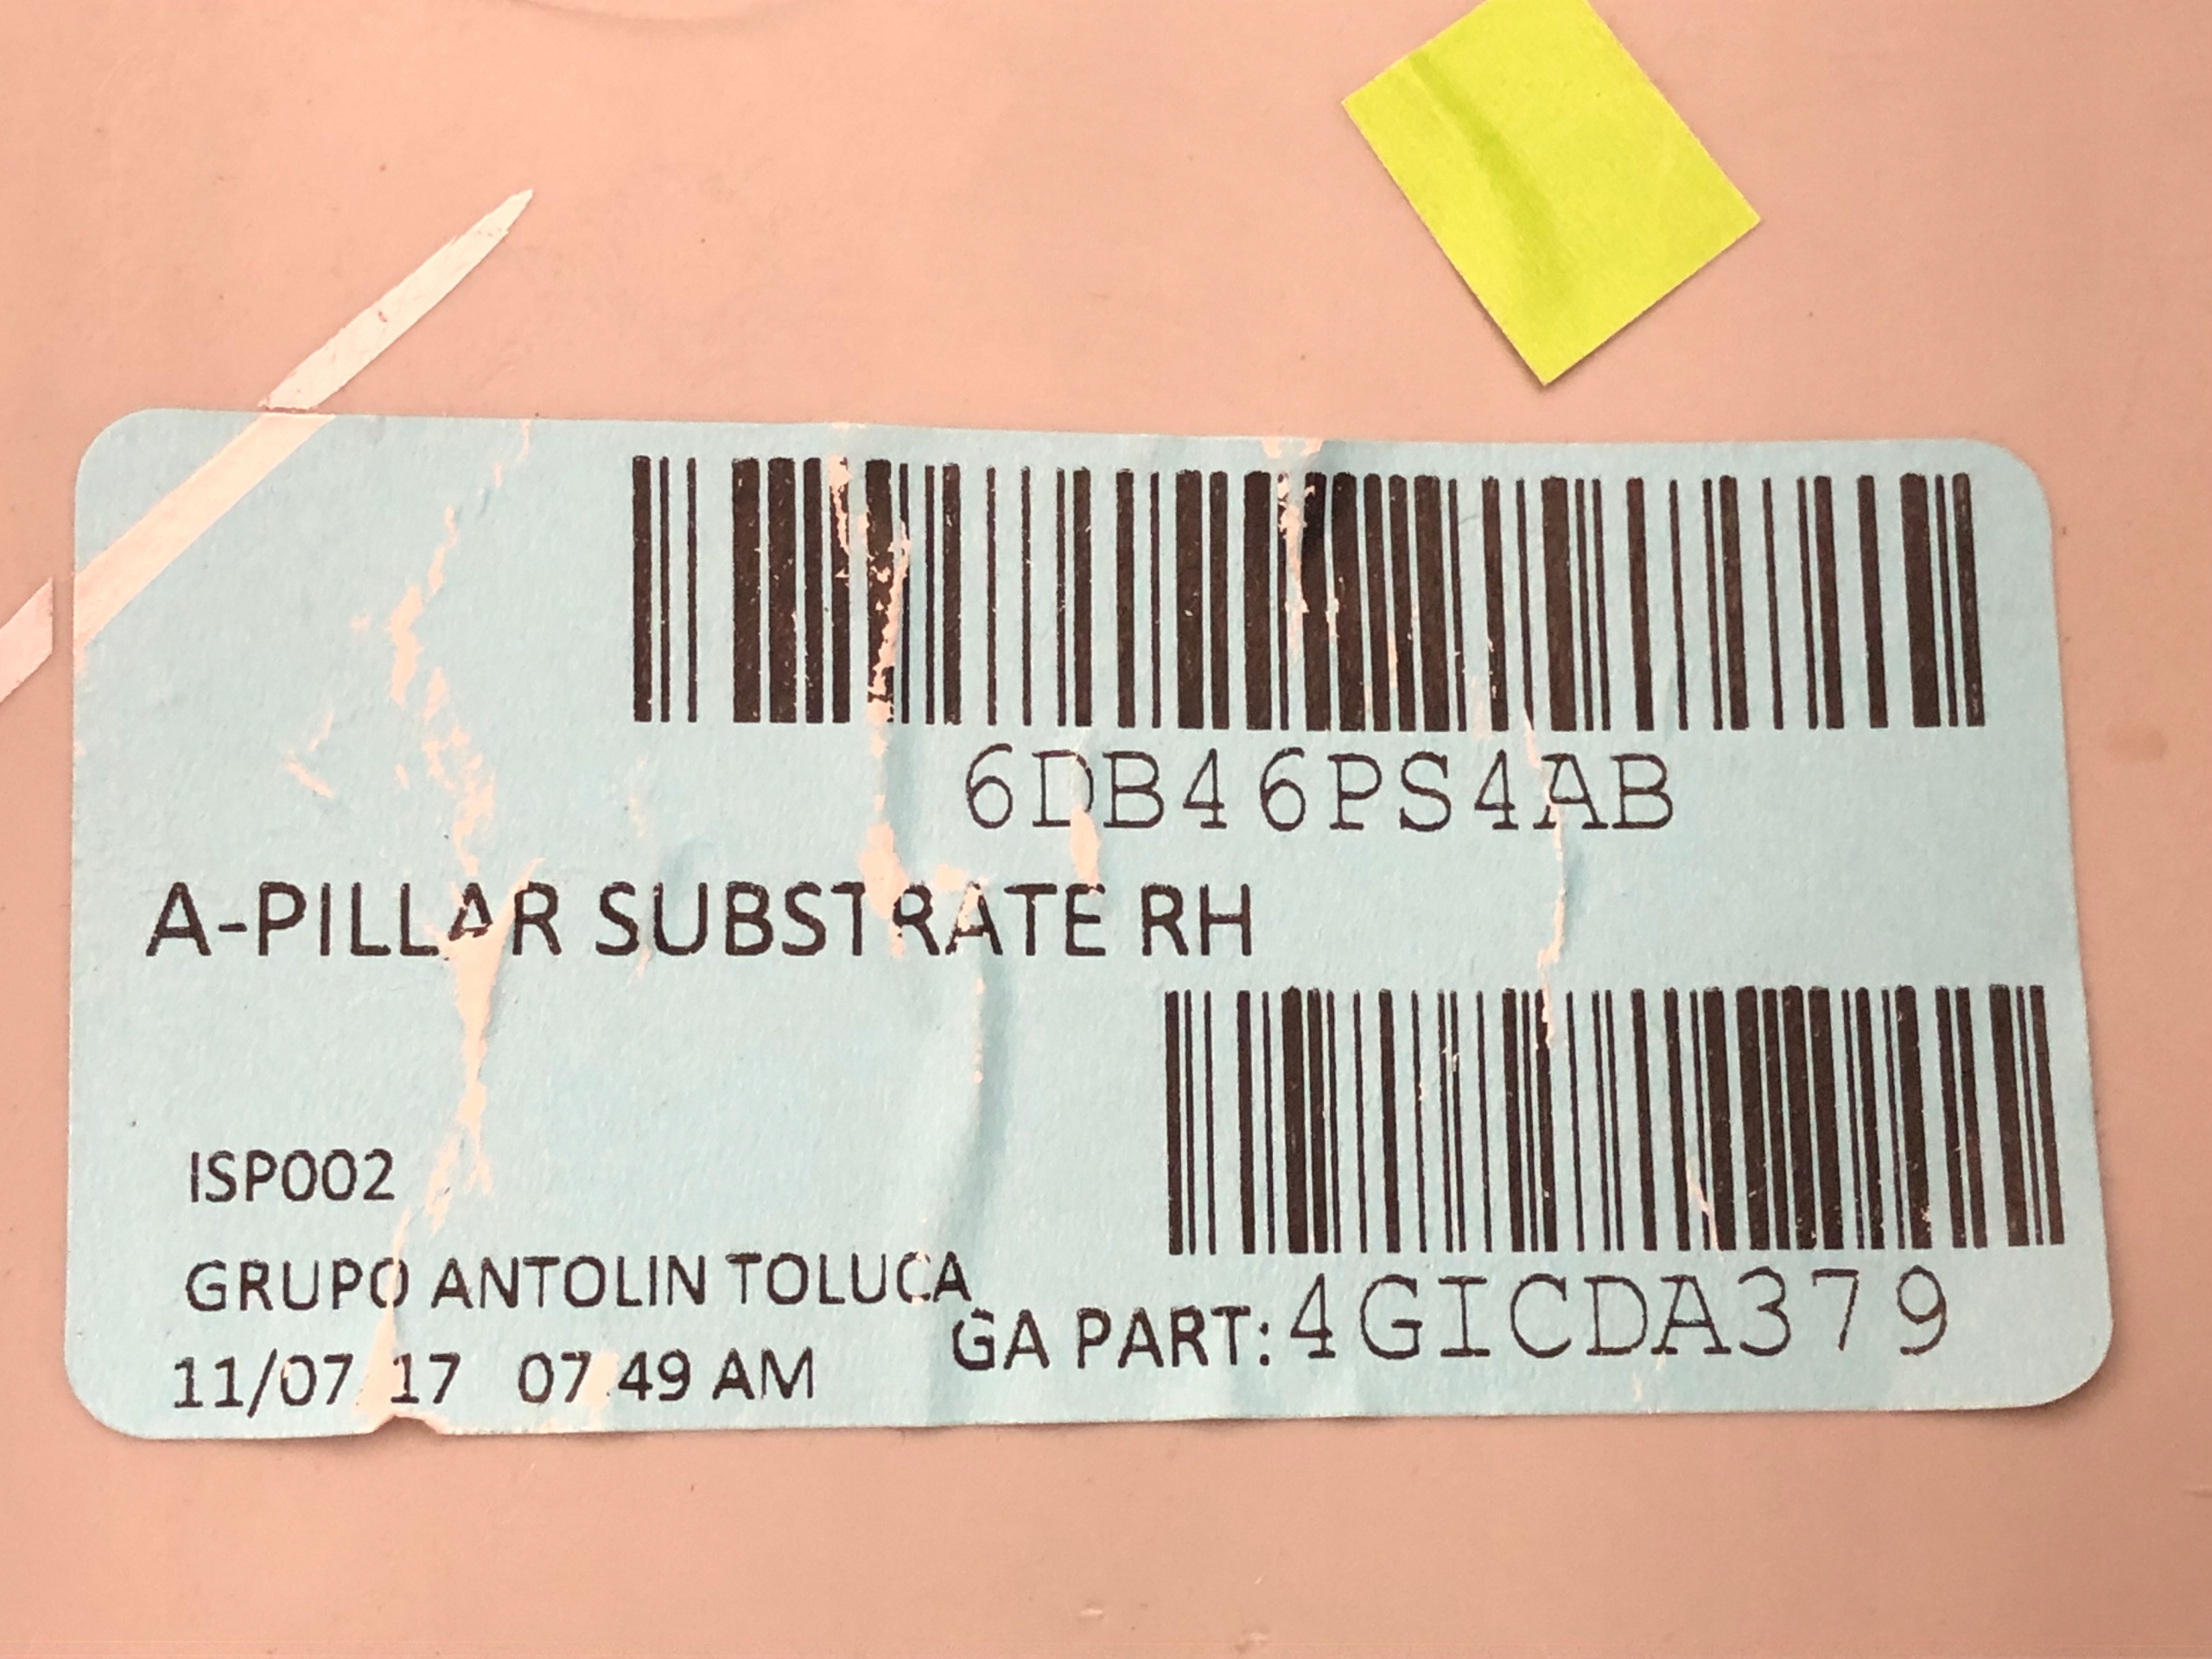 6DB46PS4AB
A-PILLAR SUBSTRATE RH
ISP002
GRUPO ANTOLIN TOLUCA
GA PART: 4GICDA379
11/07 17 07 49 AM